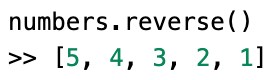 numbers.reverse()
>> [5, 4, 3, 2, 1]